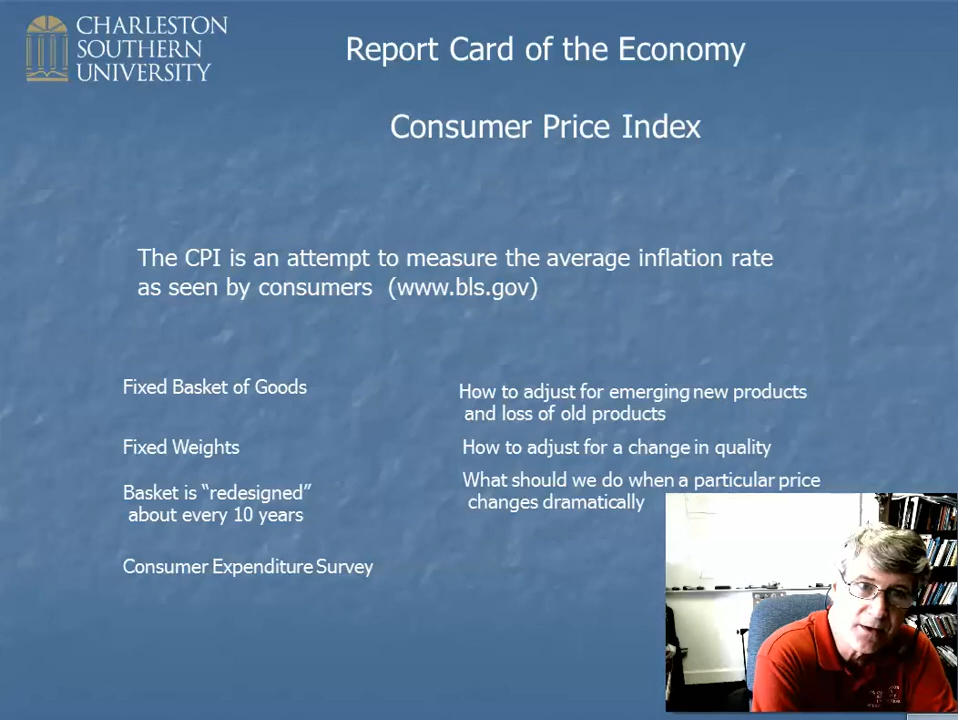 CHARLESTON
SOUTHERN
UNIVERSITY
Report Card of the Economy
Consumer Price Index
The CPI is an attempt to measure the average inflation rate
as seen by consumers (www.bls.gov)
Fixed Basket of Goods
Fixed Weights
Basket is “redesigned”
about every 10 years
Consumer Expenditure Survey
How to adjust for emerging new products
and loss of old products
How to adjust for a change in quality
What should we do when a particular price
changes dramatically